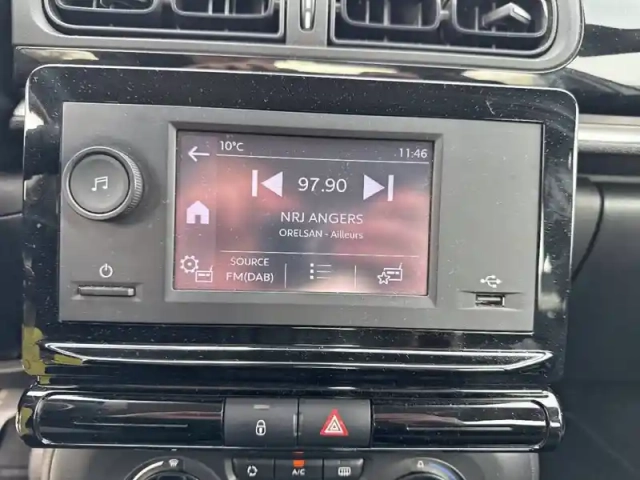 10°C 11:46
97.90
NRJ ANGERS
ORELSAN - Ailleurs
SOURCE
FM(DAB)
A/C